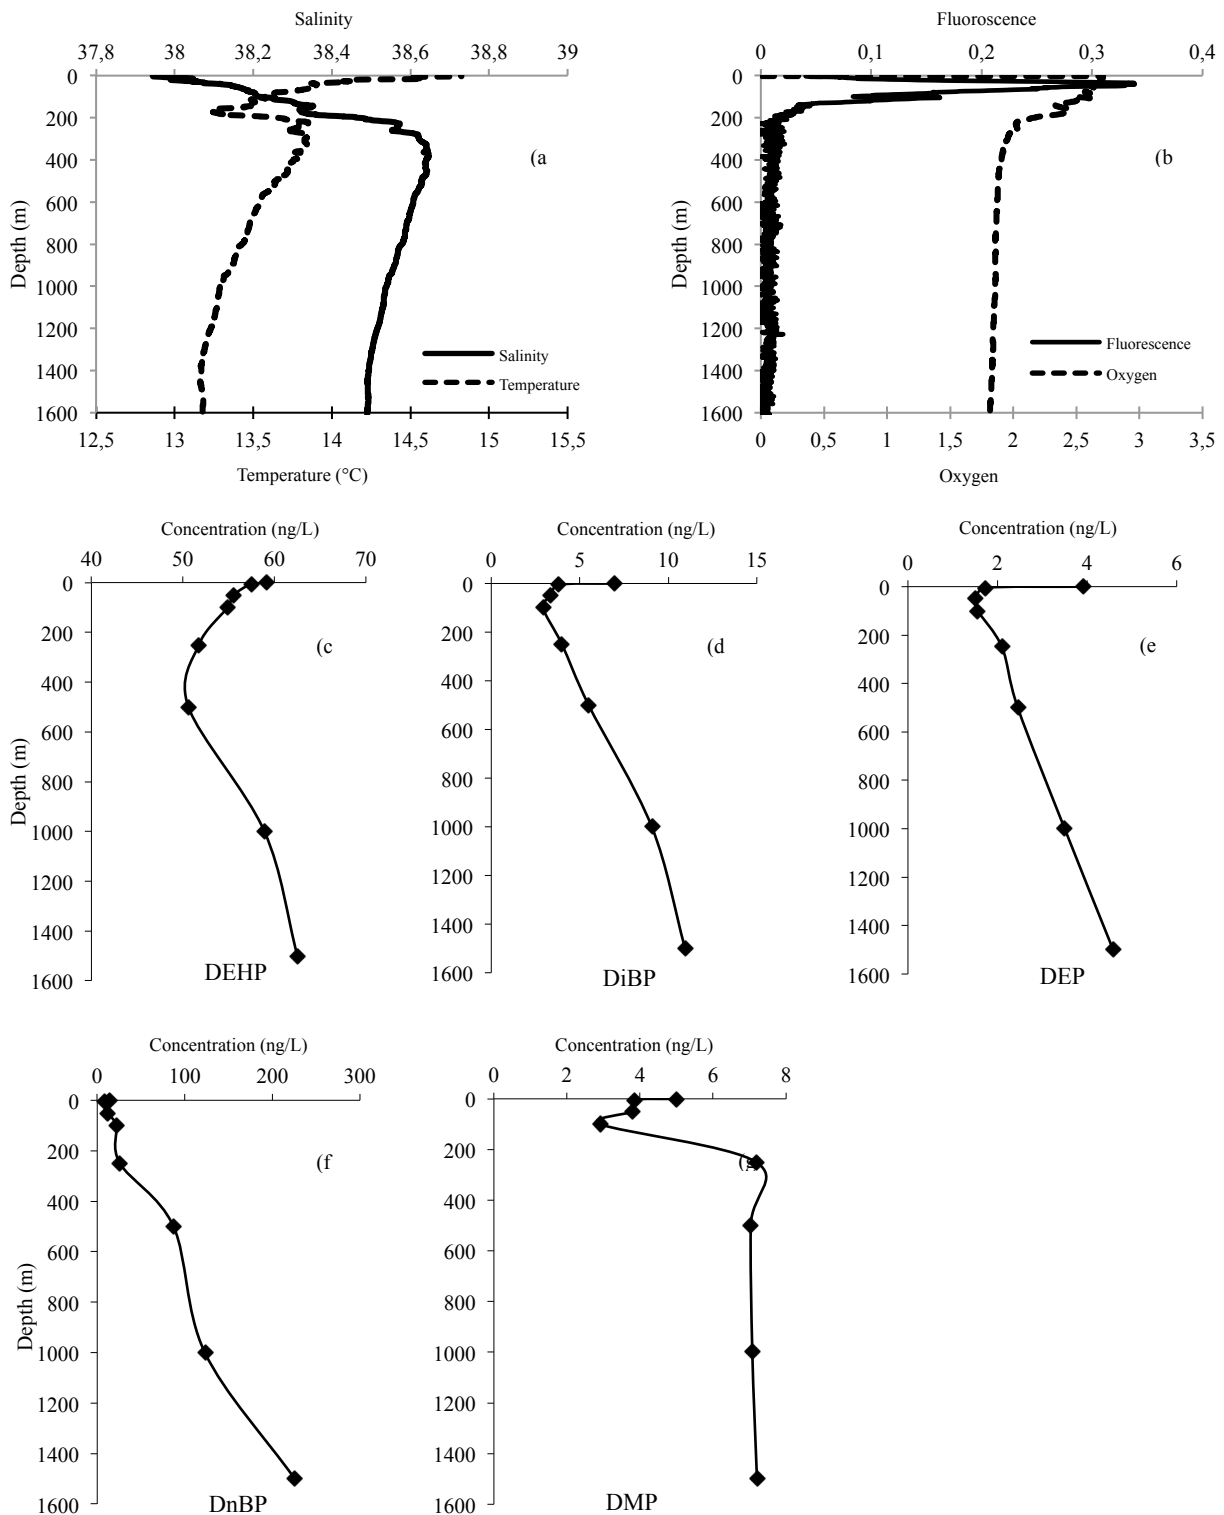 Salinity
37,8 38 38,2 38,4 38,6 38,8 39
0
200
400
600
800
1000
1200
1400
1600
Depth (m)
(a
Salinity
Temperature
12,5 13 13,5 14 14,5 15 15,5
Temperature (°C)
Fluoroscence
0 0,1 0,2 0,3 0,4
0
200
400
600
800
1000
1200
1400
1600
Depth (m)
(b
Fluorescence
Oxygen
0 0,5 1 1,5 2 2,5 3 3,5
Oxygen
Concentration (ng/L)
40 50 60 70
0
200
400
600
800
1000
1200
1400
1600
Depth (m)
(c
DEHP
Concentration (ng/L)
0 5 10 15
0
200
400
600
800
1000
1200
1400
1600
(d
DiBP
Concentration (ng/L)
0 2 4 6
0
200
400
600
800
1000
1200
1400
1600
(e
DEP
Concentration (ng/L)
0 100 200 300
0
200
400
600
800
1000
1200
1400
1600
Depth (m)
(f
DnBP
Concentration (ng/L)
0 2 4 6 8
0
200
400
600
800
1000
1200
1400
1600
(g
DMP